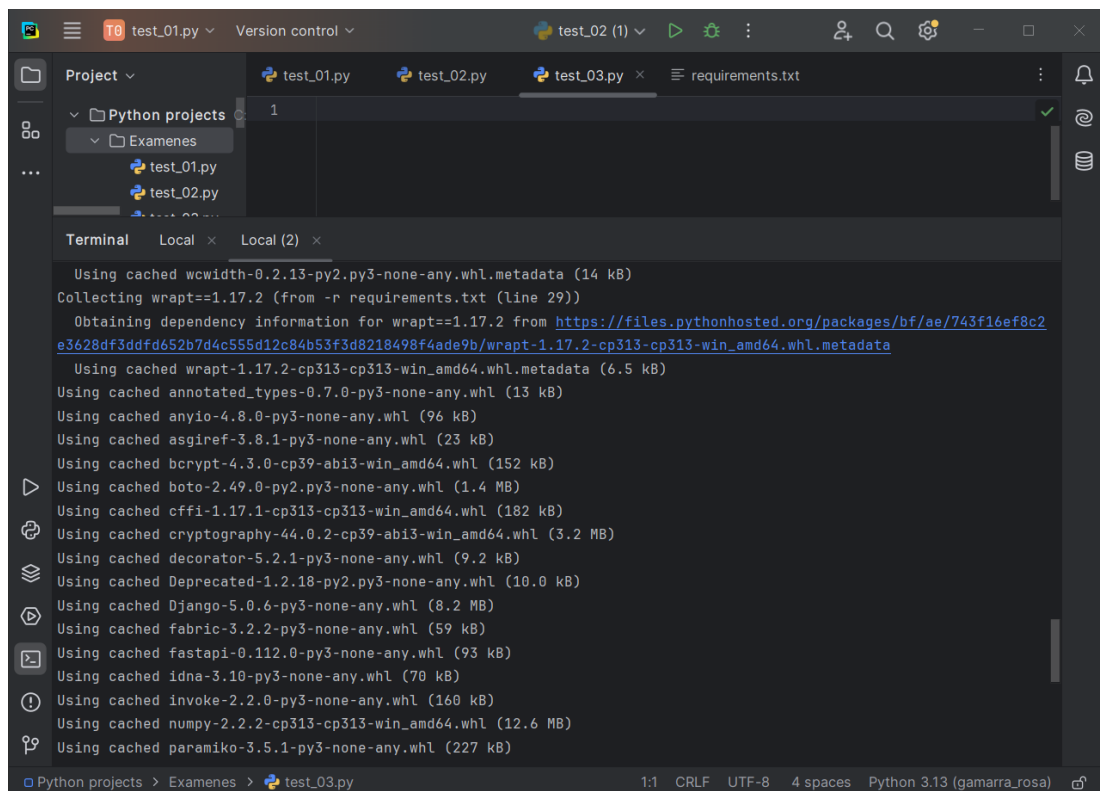 PC
T0 test_01.py Version control test_02 (1)
Project
test_01.py test_02.py test_03.py requirements.txt
Python projects
Examenes
test_01.py
test_02.py
1
Terminal Local Local (2)
Using cached wcwidth-0.2.13-py2.py3-none-any.whl.metadata (14 kB)
Collecting wrapt==1.17.2 (from -r requirements.txt (line 29))
Obtaining dependency information for wrapt==1.17.2 from https://files.pythonhosted.org/packages/bf/ae/743f16ef8c2
e3628df3ddfd652b7d4c555d12c84b53f3d8218498f4ade9b/wrapt-1.17.2-cp313-cp313-win_amd64.whl.metadata
Using cached wrapt-1.17.2-cp313-cp313-win_amd64.whl.metadata (6.5 kB)
Using cached annotated_types-0.7.0-py3-none-any.whl (13 kB)
Using cached anyio-4.8.0-py3-none-any.whl (96 kB)
Using cached asgiref-3.8.1-py3-none-any.whl (23 kB)
Using cached bcrypt-4.3.0-cp39-abi3-win_amd64.whl (152 kB)
Using cached boto-2.49.0-py2.py3-none-any.whl (1.4 MB)
Using cached cffi-1.17.1-cp313-cp313-win_amd64.whl (182 kB)
Using cached cryptography-44.0.2-cp39-abi3-win_amd64.whl (3.2 MB)
Using cached decorator-5.2.1-py3-none-any.whl (9.2 kB)
Using cached Deprecated-1.2.18-py2.py3-none-any.whl (10.0 kB)
Using cached Django-5.0.6-py3-none-any.whl (8.2 MB)
Using cached fabric-3.2.2-py3-none-any.whl (59 kB)
Using cached fastapi-0.112.0-py3-none-any.whl (93 kB)
Using cached idna-3.10-py3-none-any.whl (70 kB)
Using cached invoke-2.2.0-py3-none-any.whl (160 kB)
Using cached numpy-2.2.2-cp313-cp313-win_amd64.whl (12.6 MB)
Using cached paramiko-3.5.1-py3-none-any.whl (227 kB)
Python projects > Examenes > test_03.py 1:1 CRLF UTF-8 4 spaces Python 3.13 (gamarra_rosa)